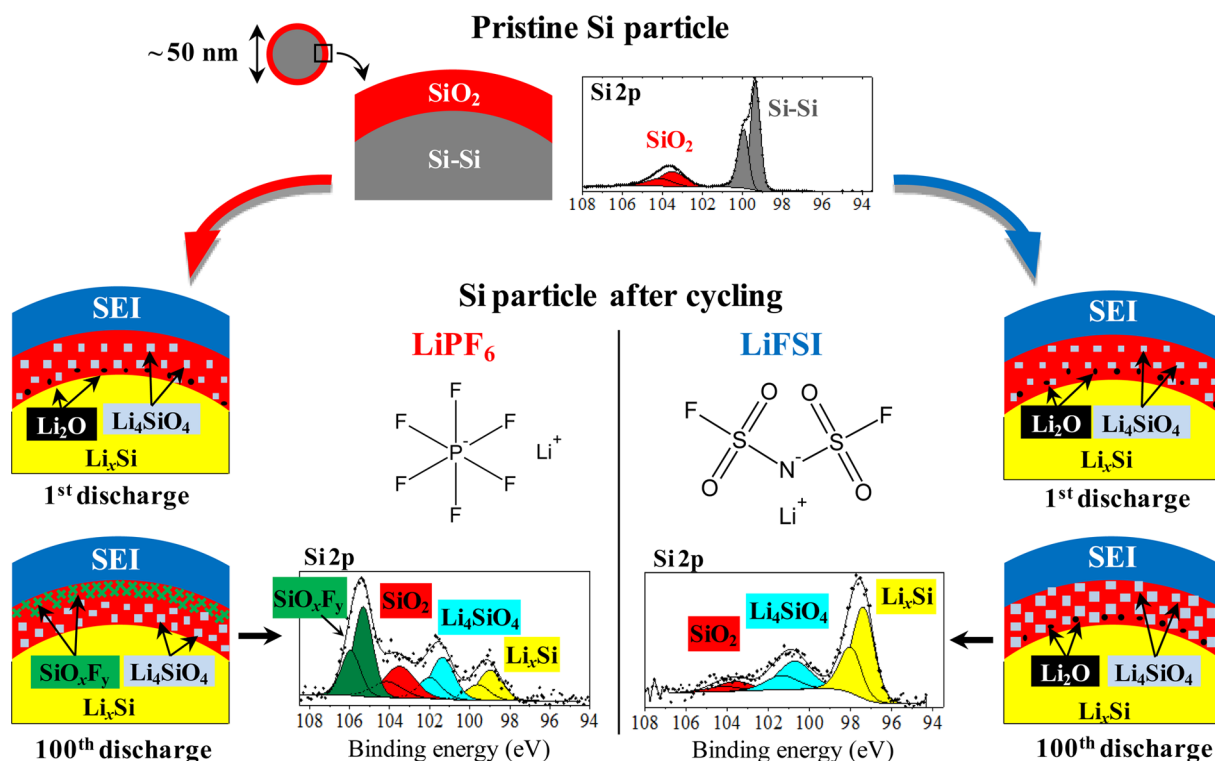 Pristine Si particle
~ 50 nm
SiO2
Si-Si
Si 2p
SiO2
Si-Si
108 106 104 102 100 98 96 94
Si particle after cycling
SEI
Li2O Li4SiO4
LixSi
1st discharge
LiPF6
F
F F
P-
F F
F
Li+
LiFSI
O O
F F
S S
O N- O
Li+
SEI
Li2O Li4SiO4
LixSi
1st discharge
SEI
SiOxFy Li4SiO4
LixSi
100th discharge
Si 2p
SiOxFy
SiO2
Li4SiO4
LixSi
108 106 104 102 100 98 96 94
Binding energy (eV)
Si 2p
SiO2
Li4SiO4
LixSi
108 106 104 102 100 98 96 94
Binding energy (eV)
SEI
Li2O Li4SiO4
LixSi
100th discharge